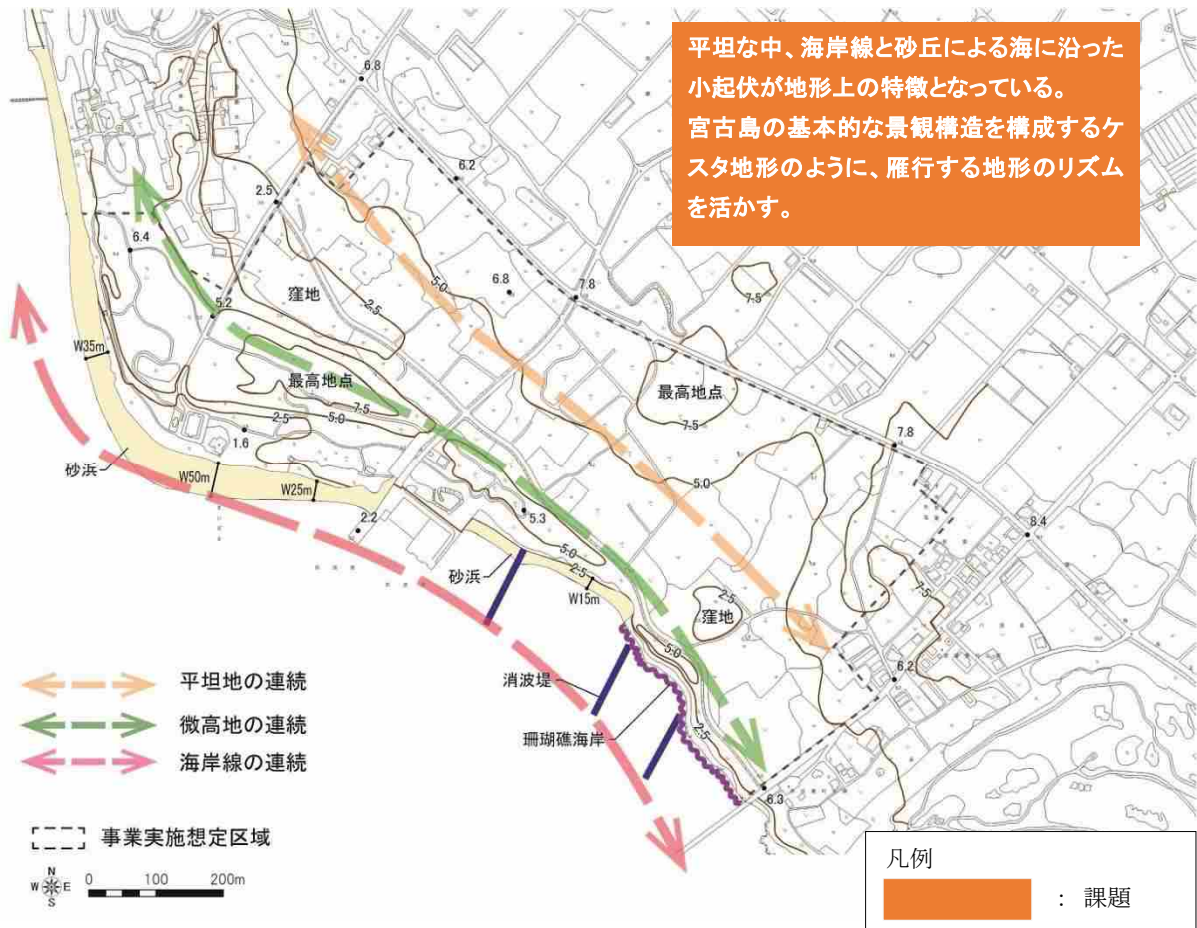 平坦な中、海岸線と砂丘による海に沿った
小起伏が地形上の特徴となっている。
宮古島の基本的な景観構造を構成するケ
スタ地形のように、雁行する地形のリズム
を活かす。
6.8
6.2
2.5
6.4
5.0
6.8
7.8
7.5
窪地
2.5
5.2
W35m
最高地点
7.5
最高地点
7.5
2.5
5.0
1.6
7.8
砂浜
W50m
W25m
5.0
2.2
5.3
8.4
5.0
砂浜
2.5
W15m
7.5
2.5
窪地
5.0
6.2
消波堤
珊瑚礁海岸
2.5
6.3
平坦地の連続
微高地の連続
海岸線の連続
事業実施想定区域
N
W E
S
0 100 200m
凡例
： 課題